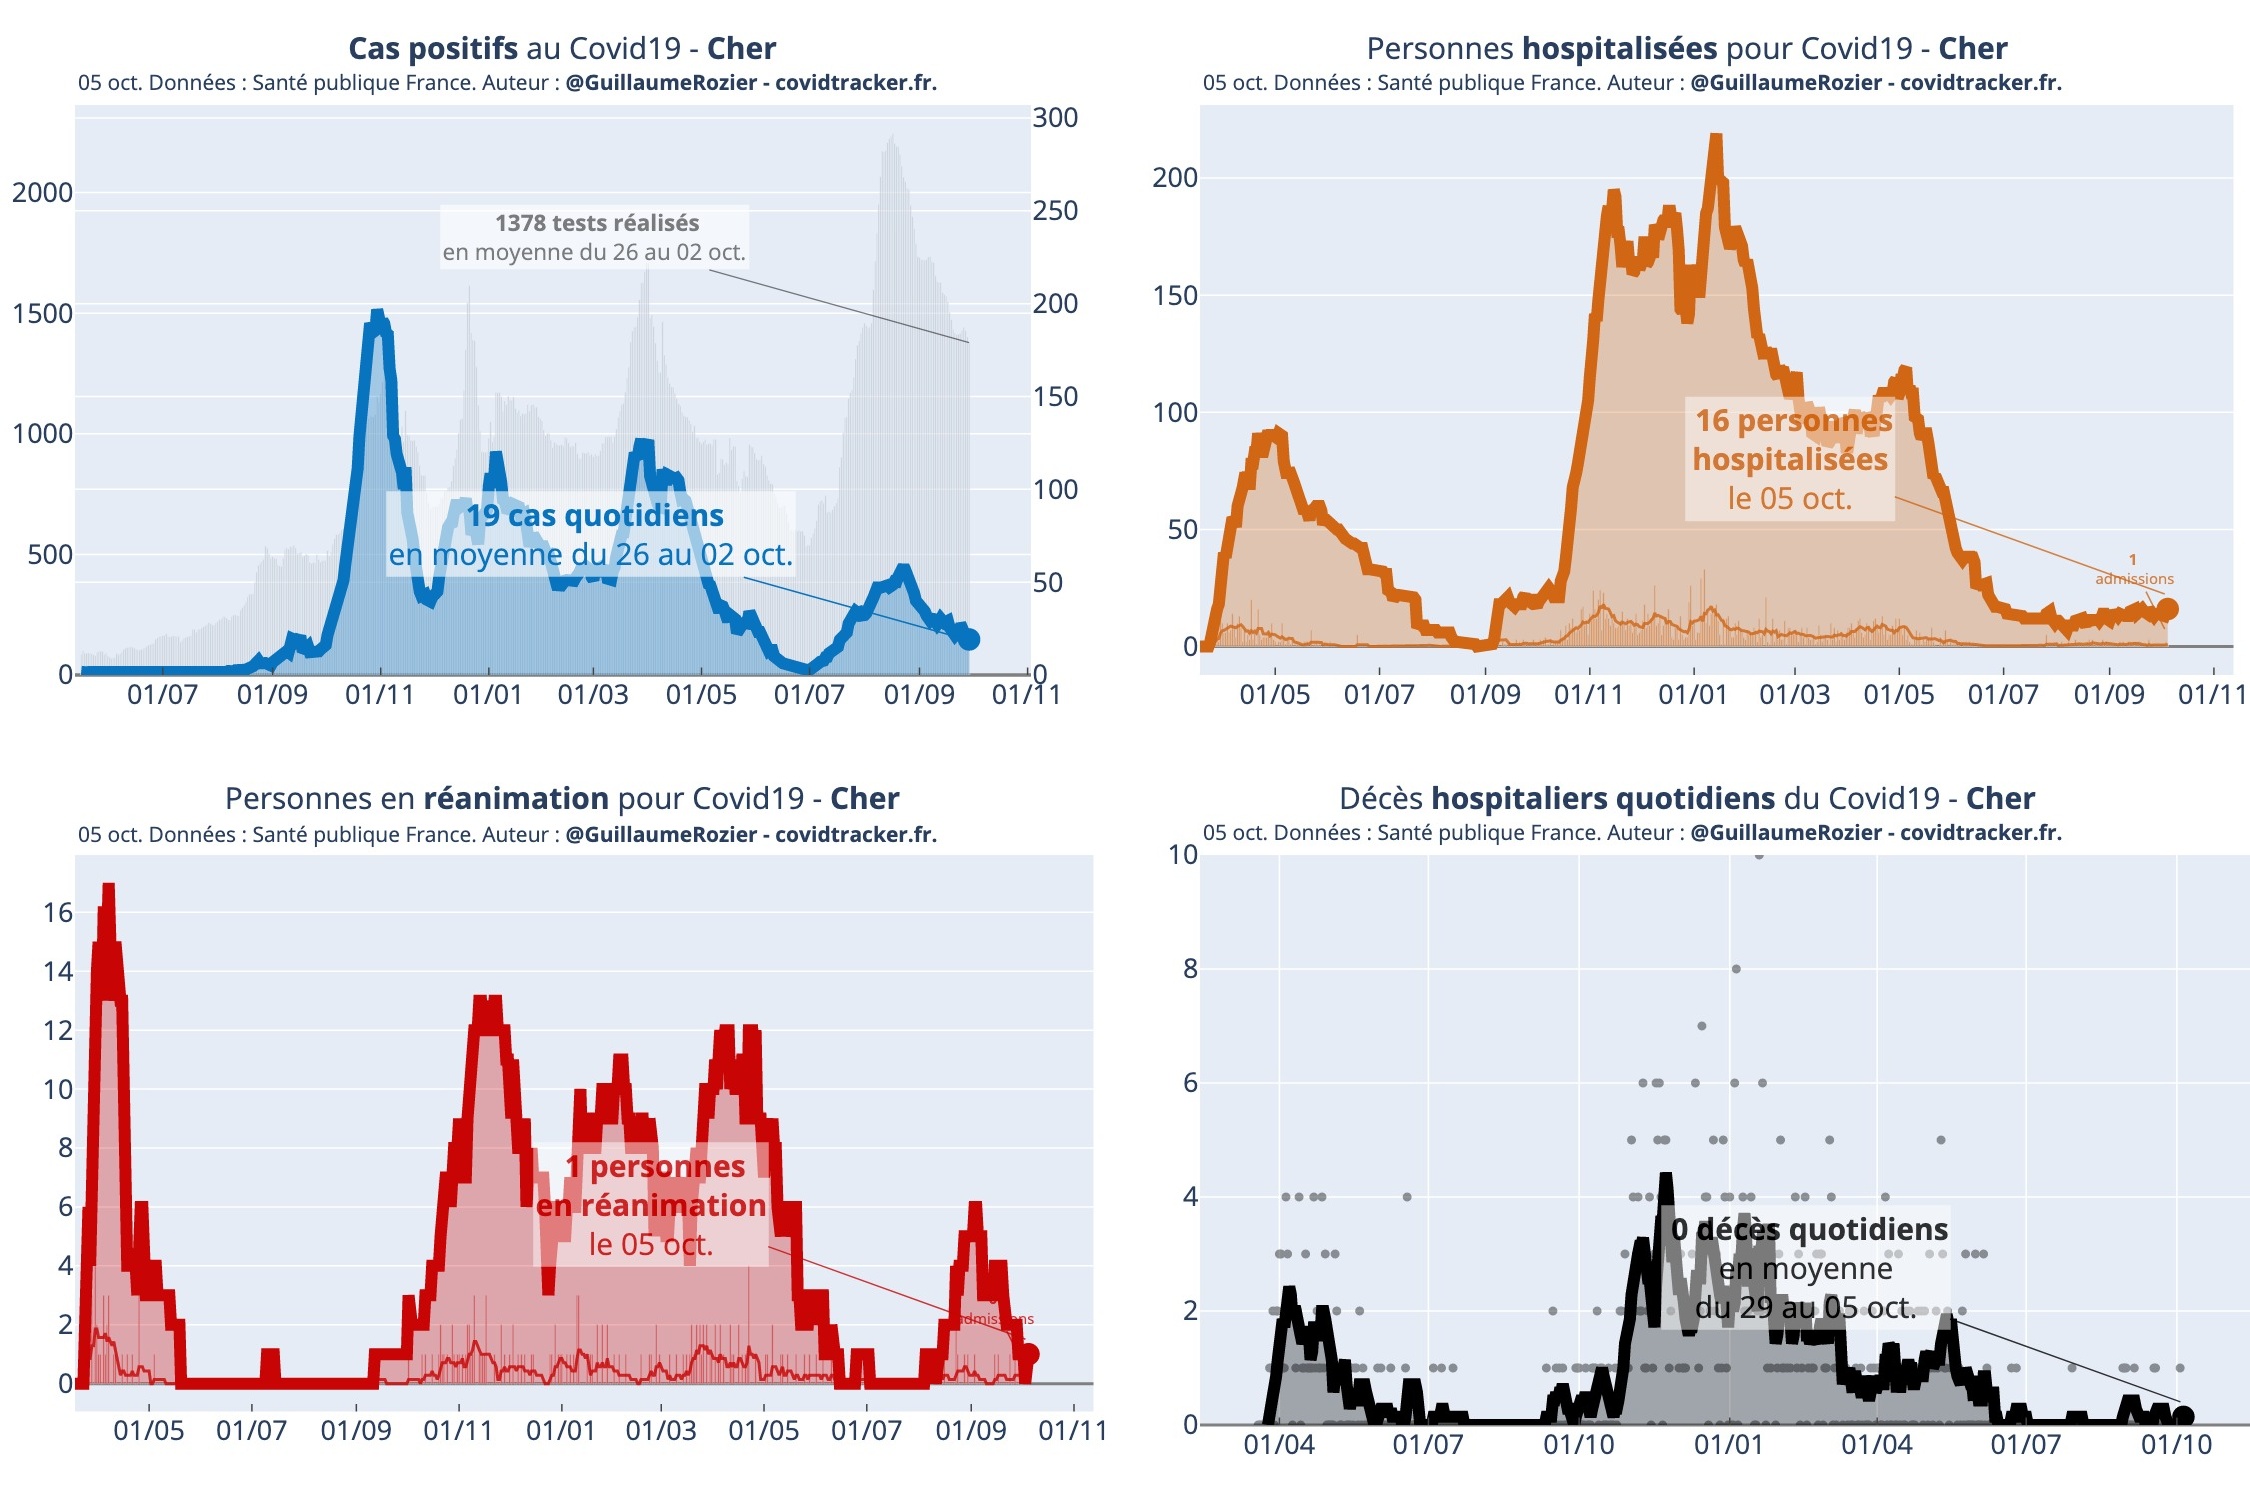 Cas positifs au Covid19 - Cher
05 oct. Données : Santé publique France. Auteur : @GuillaumeRozier - covidtracker.fr.
300
2000
250
1378 tests réalisés
en moyenne du 26 au 02 oct.
1500
200
150
1000
100
19 cas quotidiens
500
en moyenne du 26 au 02 oct.
50
0
0
01/07 01/09 01/11 01/01 01/03 01/05 01/07 01/09 01/11
Personnes hospitalisées pour Covid19 - Cher
05 oct. Données : Santé publique France. Auteur : @GuillaumeRozier - covidtracker.fr.
200
150
100
16 personnes
hospitalisées
le 05 oct.
50
1
admissions
0
01/05 01/07 01/09 01/11 01/01 01/03 01/05 01/07 01/09 01/11
Personnes en réanimation pour Covid19 - Cher
05 oct. Données : Santé publique France. Auteur : @GuillaumeRozier - covidtracker.fr.
16
14
12
10
8
1 personnes
en réanimation
6
le 05 oct.
4
2
admissions
0
01/05 01/07 01/09 01/11 01/01 01/03 01/05 01/07 01/09 01/11
Décès hospitaliers quotidiens du Covid19 - Cher
05 oct. Données : Santé publique France. Auteur : @GuillaumeRozier - covidtracker.fr.
10
8
6
4
0 décès quotidiens
en moyenne
du 29 au 05 oct.
2
0
01/04 01/07 01/10 01/01 01/04 01/07 01/10